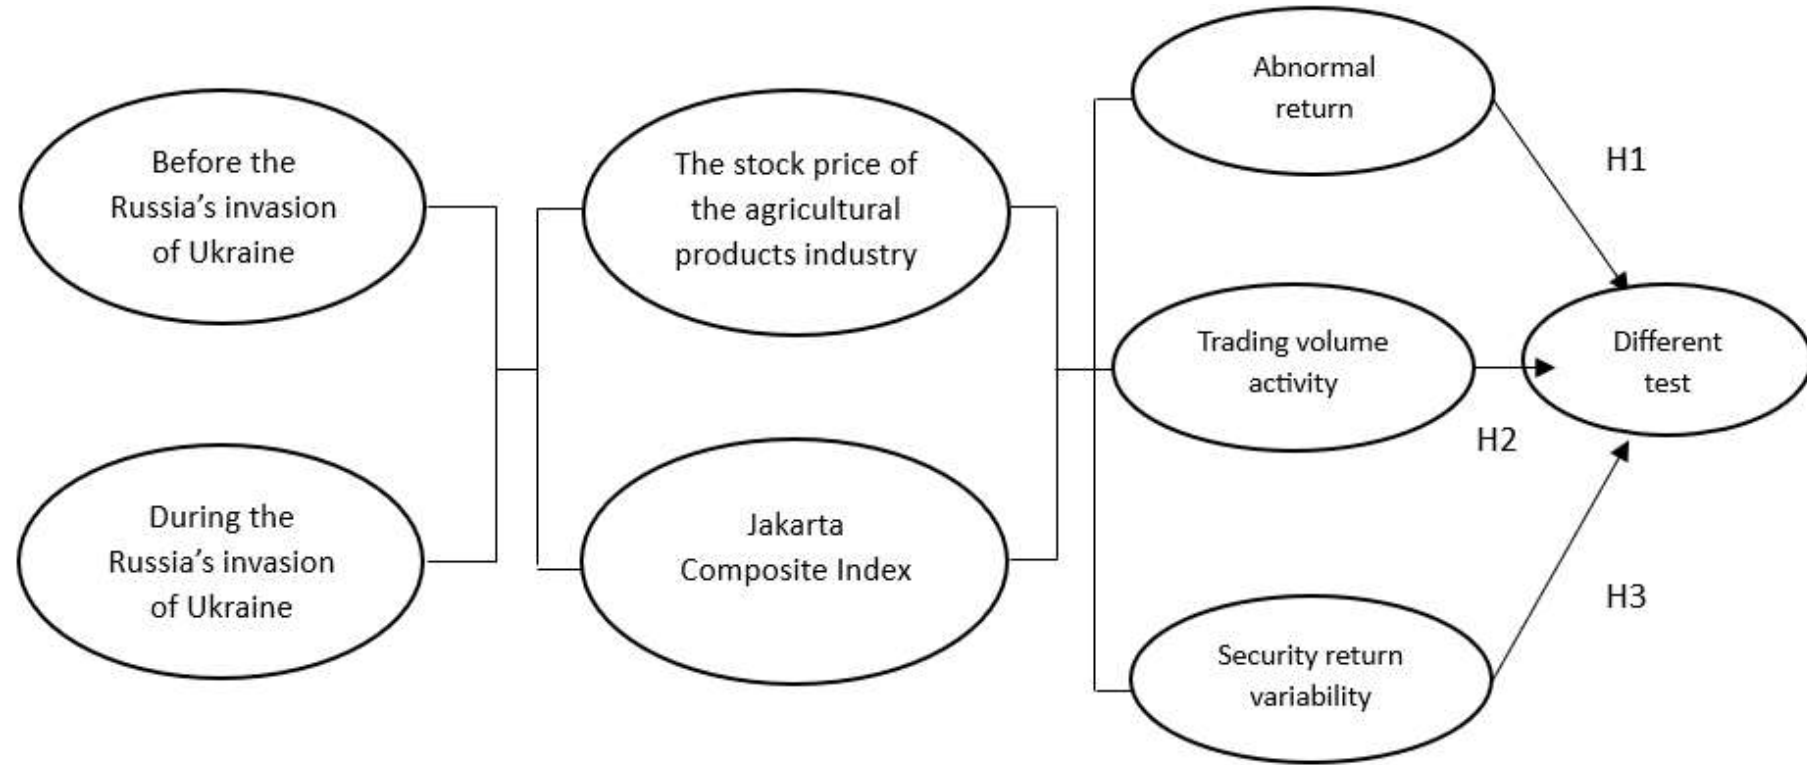 Before the
Russia’s invasion
of Ukraine
During the
Russia’s invasion
of Ukraine
The stock price of
the agricultural
products industry
Jakarta
Composite Index
Abnormal
return
Trading volume
activity
Security return
variability
H1
H2
H3
Different
test